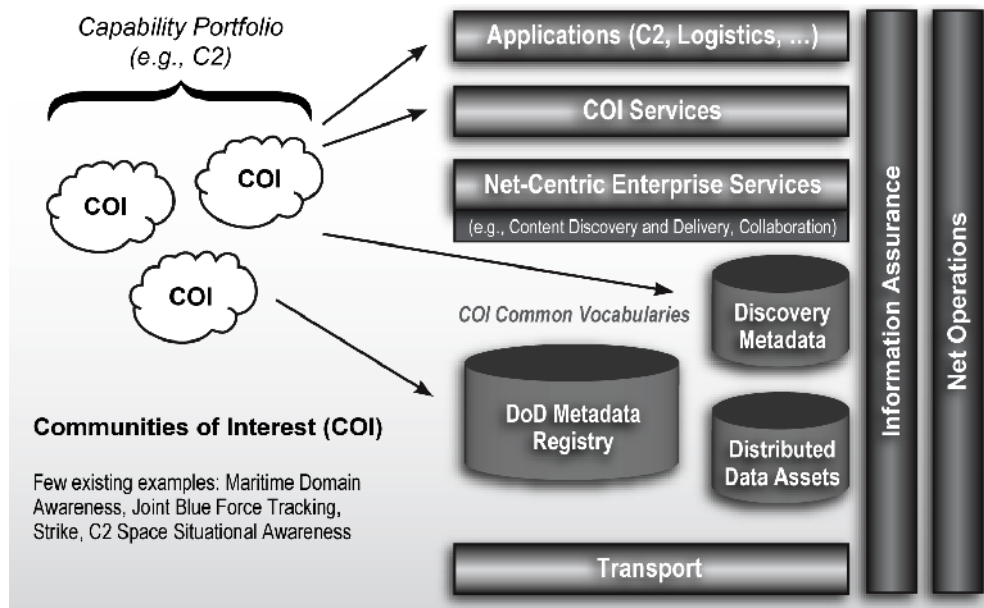 Capability Portfolio
(e.g., C2)
COI
COI
COI
Communities of Interest (COI)
Few existing examples: Maritime Domain
Awareness, Joint Blue Force Tracking,
Strike, C2 Space Situational Awareness
Applications (C2, Logistics, …)
COI Services
Net-Centric Enterprise Services
(e.g., Content Discovery and Delivery, Collaboration)
COI Common Vocabularies
Discovery
Metadata
DoD Metadata
Registry
Distributed
Data Assets
Transport
Information Assurance
Net Operations